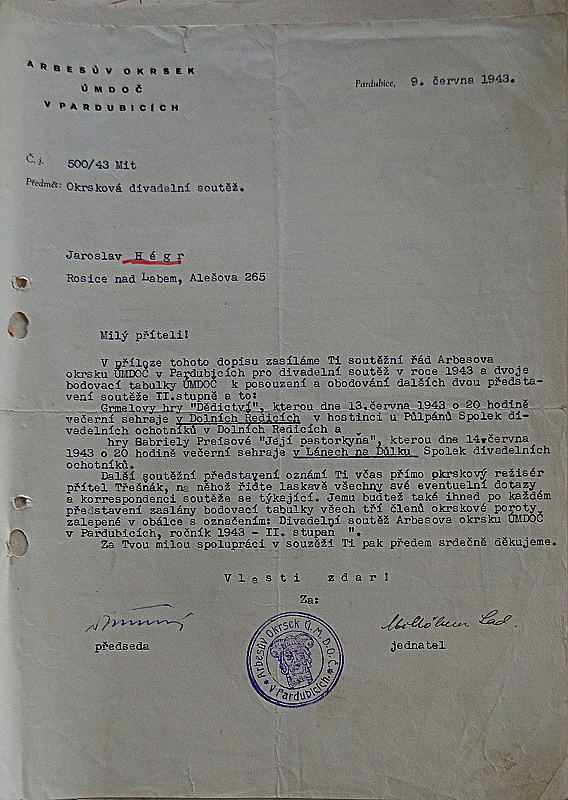 ARBESŮV OKRSEK
ÚMDOČ
V PARDUBICÍCH
Pardubice, 9. června 1943.
Č. j. 500/43 Mit
Předmět: Okrsková divadelní soutěž.
Jaroslav H é g r
Rosice nad Labem, Alešova 265
Milý příteli!
V příloze tohoto dopisu zasíláme Ti soutěžní řád Arbesova
okrsku ÚMDOČ v Pardubicích pro divadelní soutěž v roce 1943 a dvoje
bodovací tabulky ÚMDOČ k posouzení a obodování dalších dvou předsta-
vení soutěže II.stupně a to:
Grmelovy hry "Dědictví", kterou dne 13.června 1943 o 20 hodině
večerní sehraje v Dolních Ředicích v hostinci u Půlpánů Spolek di-
vadelních ochotníků v Dolních Ředicích a
hry Gabriely Preisové "Její pastorkyňa", kterou dne 14.června
1943 o 20 hodině večerní sehraje v Lánech na Důlku Spolek divadelních
ochotníků.
Další soutěžní představení oznámí Ti včas přímo okrskový režisér
přítel Třešňák, na něhož řiďte laskavě všechny své eventuelní dotazy
a korrespondenci soutěže se týkající. Jemu buďtež také ihned po každém
představení zaslány bodovací tabulky všech tří členů okrskové poroty,
zalepené v obálce s označením: Divadelní soutěž Arbesova okrsku ÚMDOČ
v Pardubicích, ročník 1943 - II. stupan ".
Za Tvou milou spolupráci v souzěži Ti pak předem srdečně děkujeme.
V l a s t i  z d a r !
Za:
předseda
jednatel
Arbesův Okrsek Ú.M.D.O.Č. v Pardubicích.